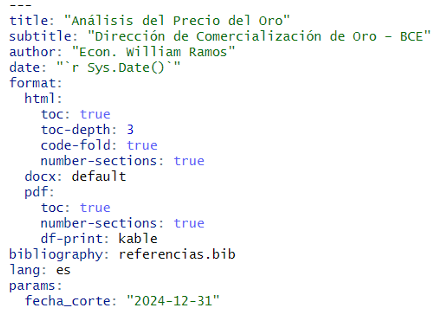 ---
title: "Análisis del Precio del Oro"
subtitle: "Dirección de Comercialización de Oro – BCE"
author: "Econ. William Ramos"
date: "`r Sys.Date()`"
format:
  html:
    toc: true
    toc-depth: 3
    code-fold: true
    number-sections: true
  docx: default
  pdf:
    toc: true
    number-sections: true
    df-print: kable
bibliography: referencias.bib
lang: es
params:
  fecha_corte: "2024-12-31"